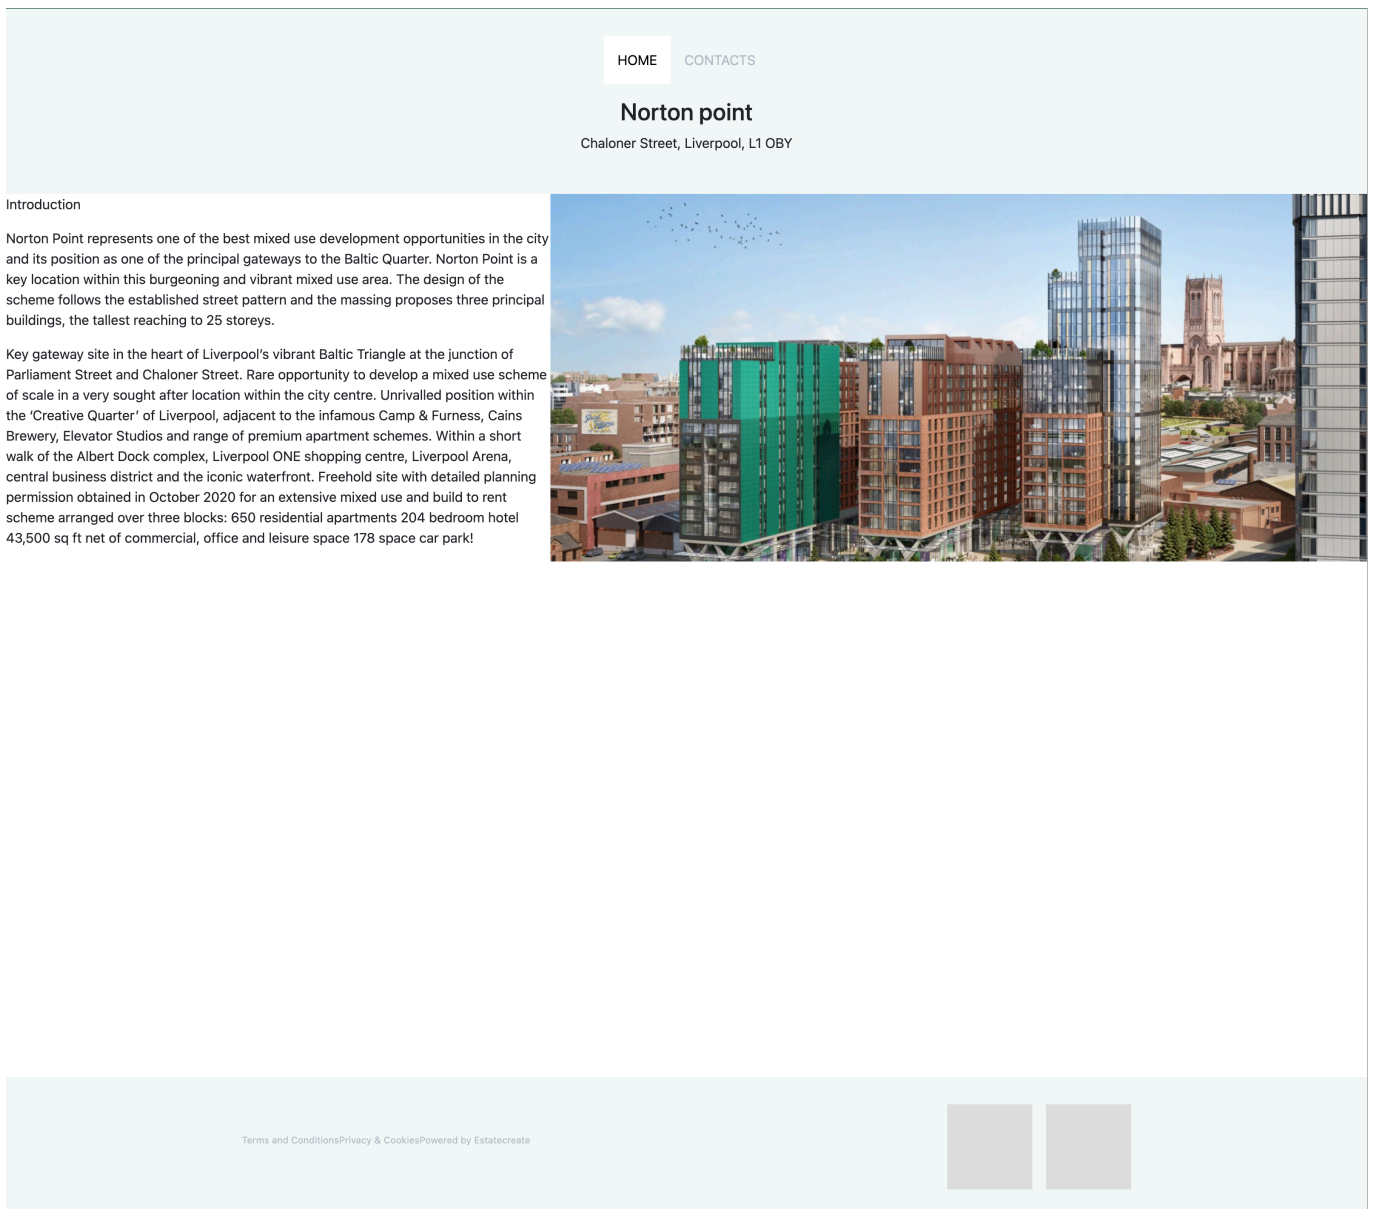 HOME
CONTACTS
Norton point
Chaloner Street, Liverpool, L1 OBY
Introduction
Norton Point represents one of the best mixed use development opportunities in the city
and its position as one of the principal gateways to the Baltic Quarter. Norton Point is a
key location within this burgeoning and vibrant mixed use area. The design of the
scheme follows the established street pattern and the massing proposes three principal
buildings, the tallest reaching to 25 storeys.
Key gateway site in the heart of Liverpool’s vibrant Baltic Triangle at the junction of
Parliament Street and Chaloner Street. Rare opportunity to develop a mixed use scheme
of scale in a very sought after location within the city centre. Unrivalled position within
the ‘Creative Quarter’ of Liverpool, adjacent to the infamous Camp & Furness, Cains
Brewery, Elevator Studios and range of premium apartment schemes. Within a short
walk of the Albert Dock complex, Liverpool ONE shopping centre, Liverpool Arena,
central business district and the iconic waterfront. Freehold site with detailed planning
permission obtained in October 2020 for an extensive mixed use and build to rent
scheme arranged over three blocks: 650 residential apartments 204 bedroom hotel
43,500 sq ft net of commercial, office and leisure space 178 space car park!
Terms and ConditionsPrivacy & CookiesPowered by Estatecreate